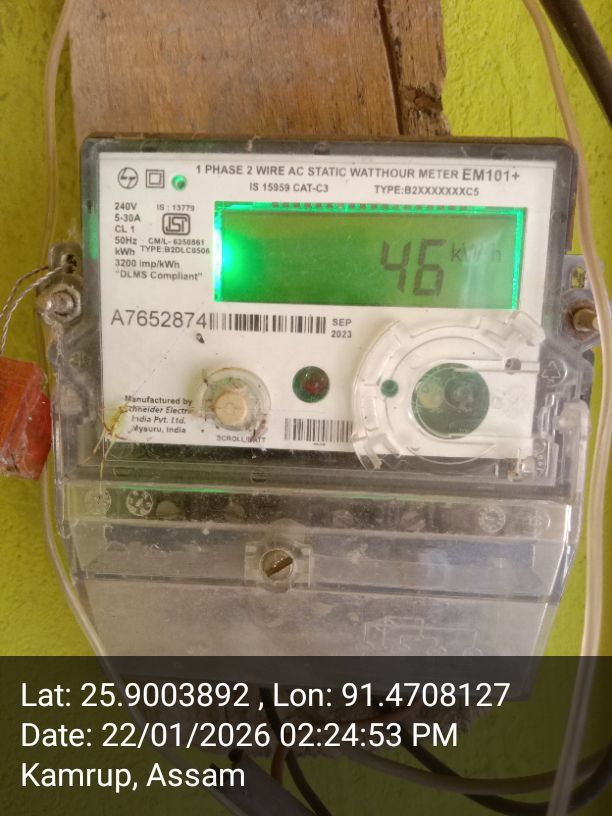 1 PHASE 2 WIRE AC STATIC WATTHOUR METER EM101+
IS 15959 CAT-C3 TYPE:B2XXXXXXXC5
240V IS : 13779
5-30A
CL 1
50Hz CM/L- 6250861
kWh TYPE:B2DLC0506
3200 imp/kWh
"DLMS Compliant"
46 kWh
A7652874
SEP
2023
Manufactured by
Schneider Electric
India Pvt. Ltd.
Mysuru, India
SCROLL/BATT
Lat: 25.9003892 , Lon: 91.4708127
Date: 22/01/2026 02:24:53 PM
Kamrup, Assam